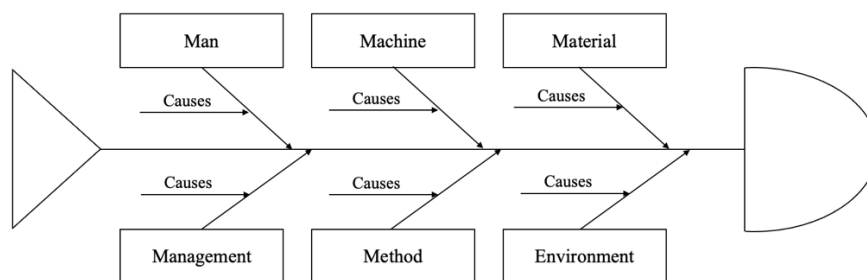 Man
Machine
Material
Causes
Causes
Causes
Causes
Causes
Causes
Management
Method
Environment